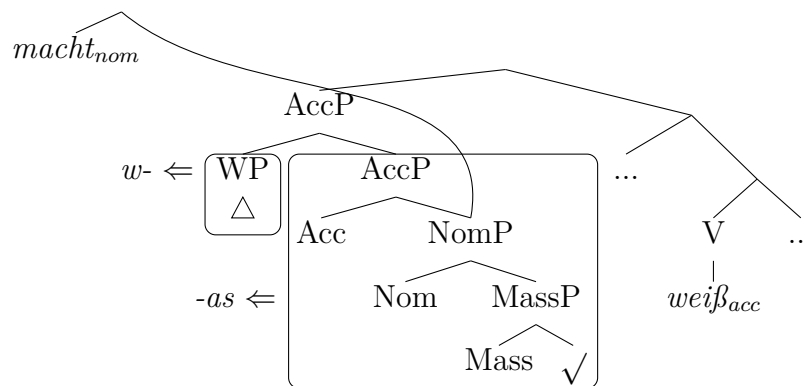 macht_nom
AccP
w- ⇐ WP AccP ...
△
Acc NomP V ..
-as ⇐ Nom MassP weiß_acc
Mass √